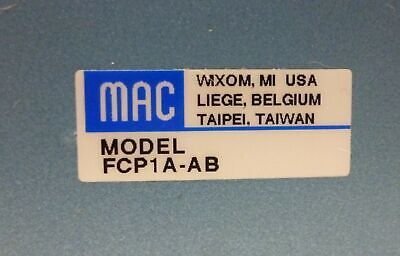 MAC
WIXOM, MI USA
LIEGE, BELGIUM
TAIPEI, TAIWAN
MODEL
FCP1A-AB